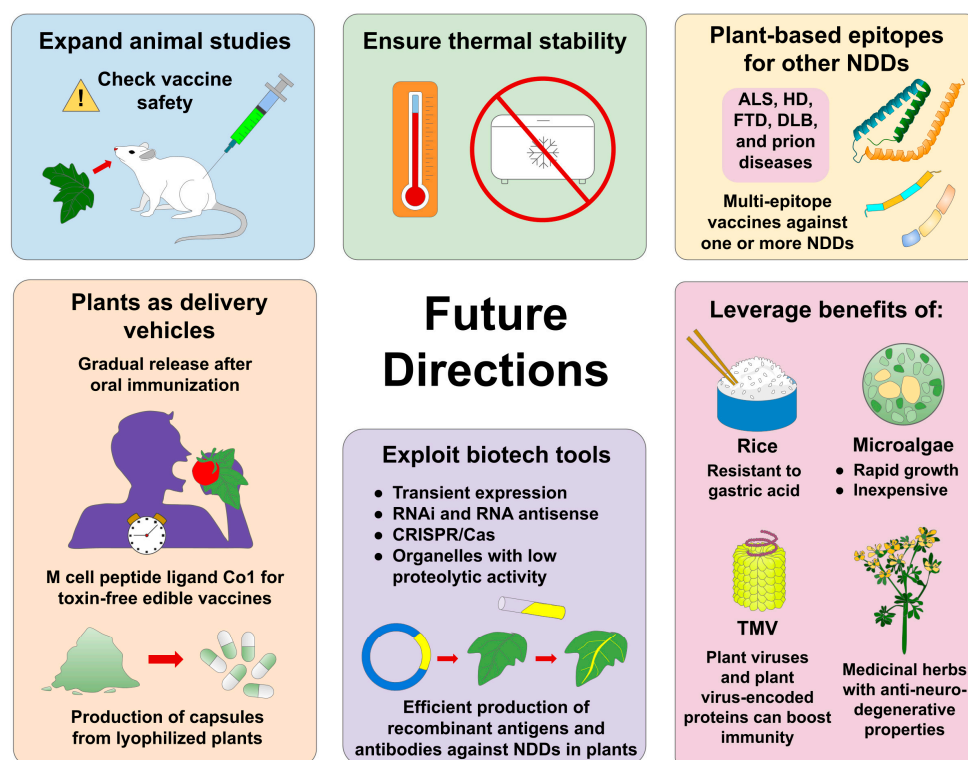 Expand animal studies
!
Check vaccine
safety
Ensure thermal stability
Plant-based epitopes
for other NDDs
ALS, HD,
FTD, DLB,
and prion
diseases
Multi-epitope
vaccines against
one or more NDDs
Plants as delivery
vehicles
Gradual release after
oral immunization
M cell peptide ligand Co1 for
toxin-free edible vaccines
Production of capsules
from lyophilized plants
Future
Directions
Exploit biotech tools
● Transient expression
● RNAi and RNA antisense
● CRISPR/Cas
● Organelles with low
proteolytic activity
Efficient production of
recombinant antigens and
antibodies against NDDs in plants
Leverage benefits of:
Rice
Resistant to
gastric acid
Microalgae
● Rapid growth
● Inexpensive
TMV
Plant viruses
and plant
virus-encoded
proteins can boost
immunity
Medicinal herbs
with anti-neuro-
degenerative
properties